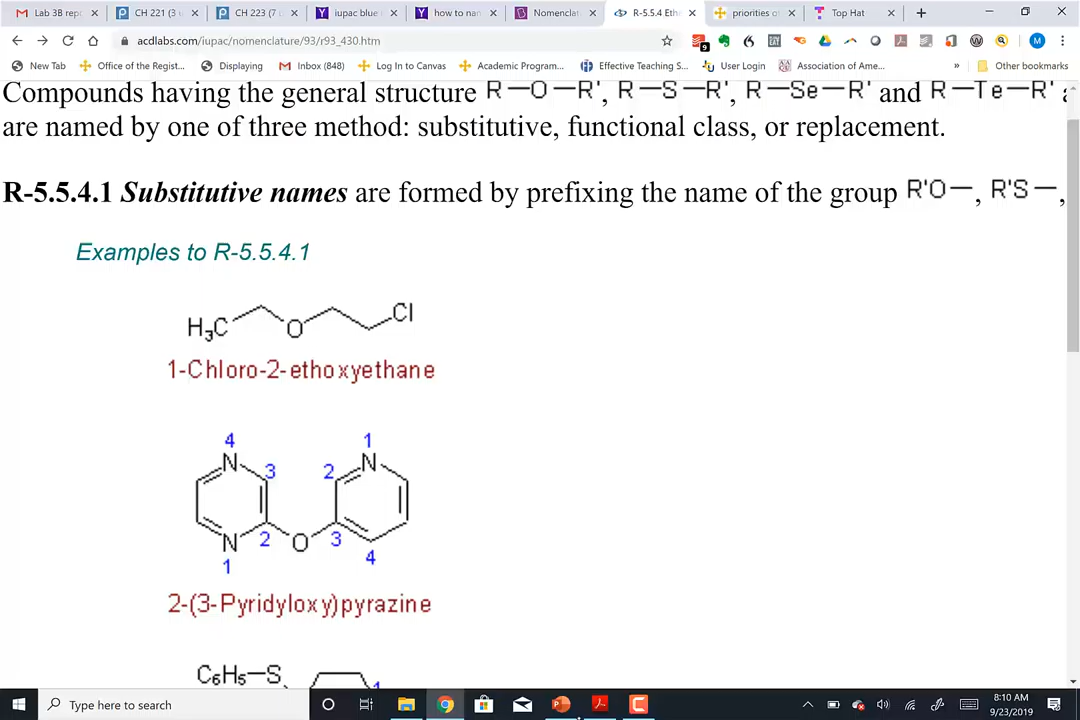 Lab 3B repo
CH 221 (3
CH 223 (7
iupac blue
how to nan
Nomenclat
R-5.5.4 Eth
priorities o
Top Hat
acdlabs.com/iupac/nomenclature/93/r93_430.htm
9
M
New Tab
Office of the Regist...
Displaying
Inbox (848)
Log In to Canvas
Academic Program...
Effective Teaching S...
User Login
Association of Ame...
»
Other bookmarks
Compounds having the general structure R—O—R', R—S—R', R—Se—R' and R—Te—R'
are named by one of three method: substitutive, functional class, or replacement.
R-5.5.4.1 Substitutive names are formed by prefixing the name of the group R'O—, R'S—,
Examples to R-5.5.4.1
H3C O Cl
1-Chloro-2-ethoxyethane
4 1
N 3 2 N
N 2 O 3
1 4
2-(3-Pyridyloxy)pyrazine
C6H5—S
1
Type here to search
8:10 AM
9/23/2019